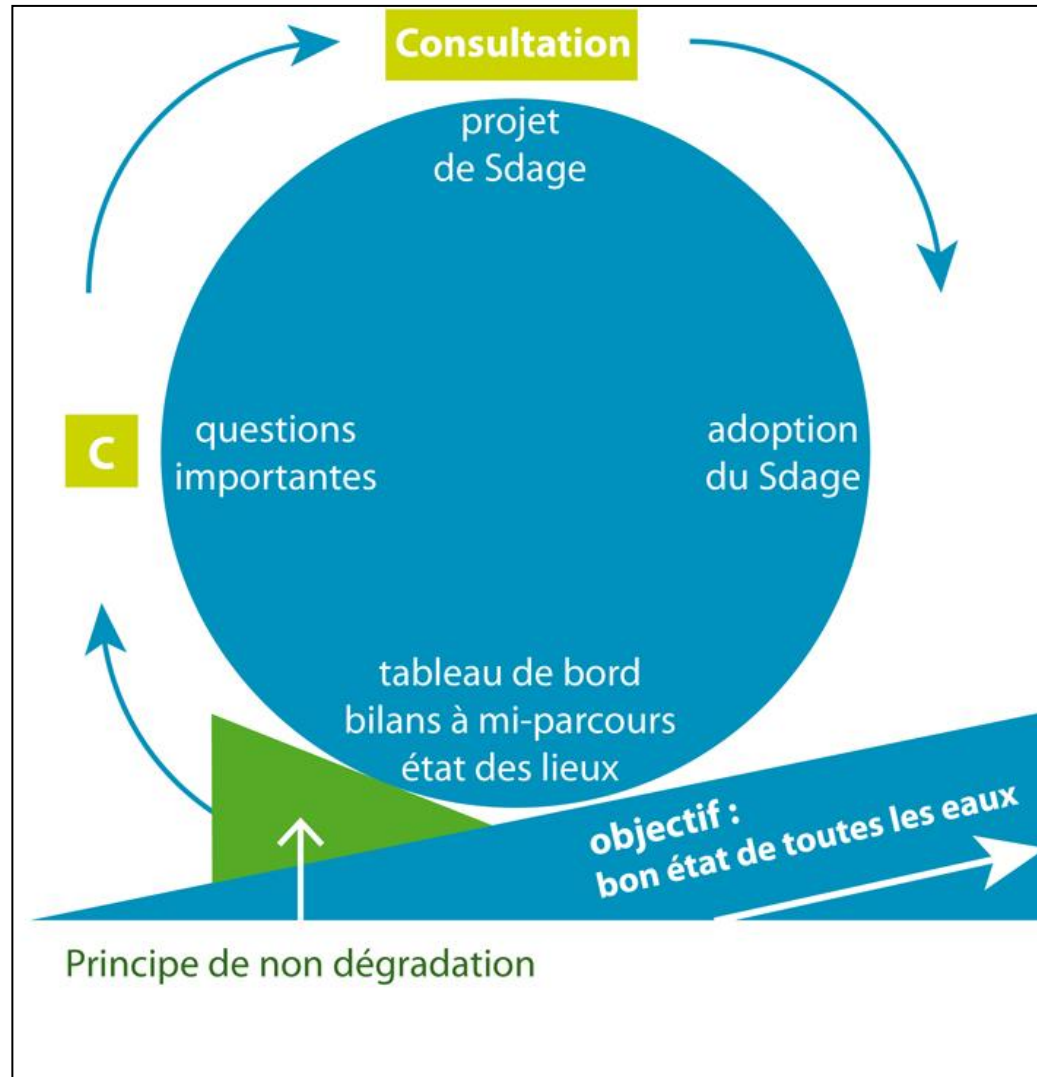 Consultation
projet
de Sdage
C
questions
importantes
adoption
du Sdage
tableau de bord
bilans à mi-parcours
état des lieux
objectif :
bon état de toutes les eaux
Principe de non dégradation